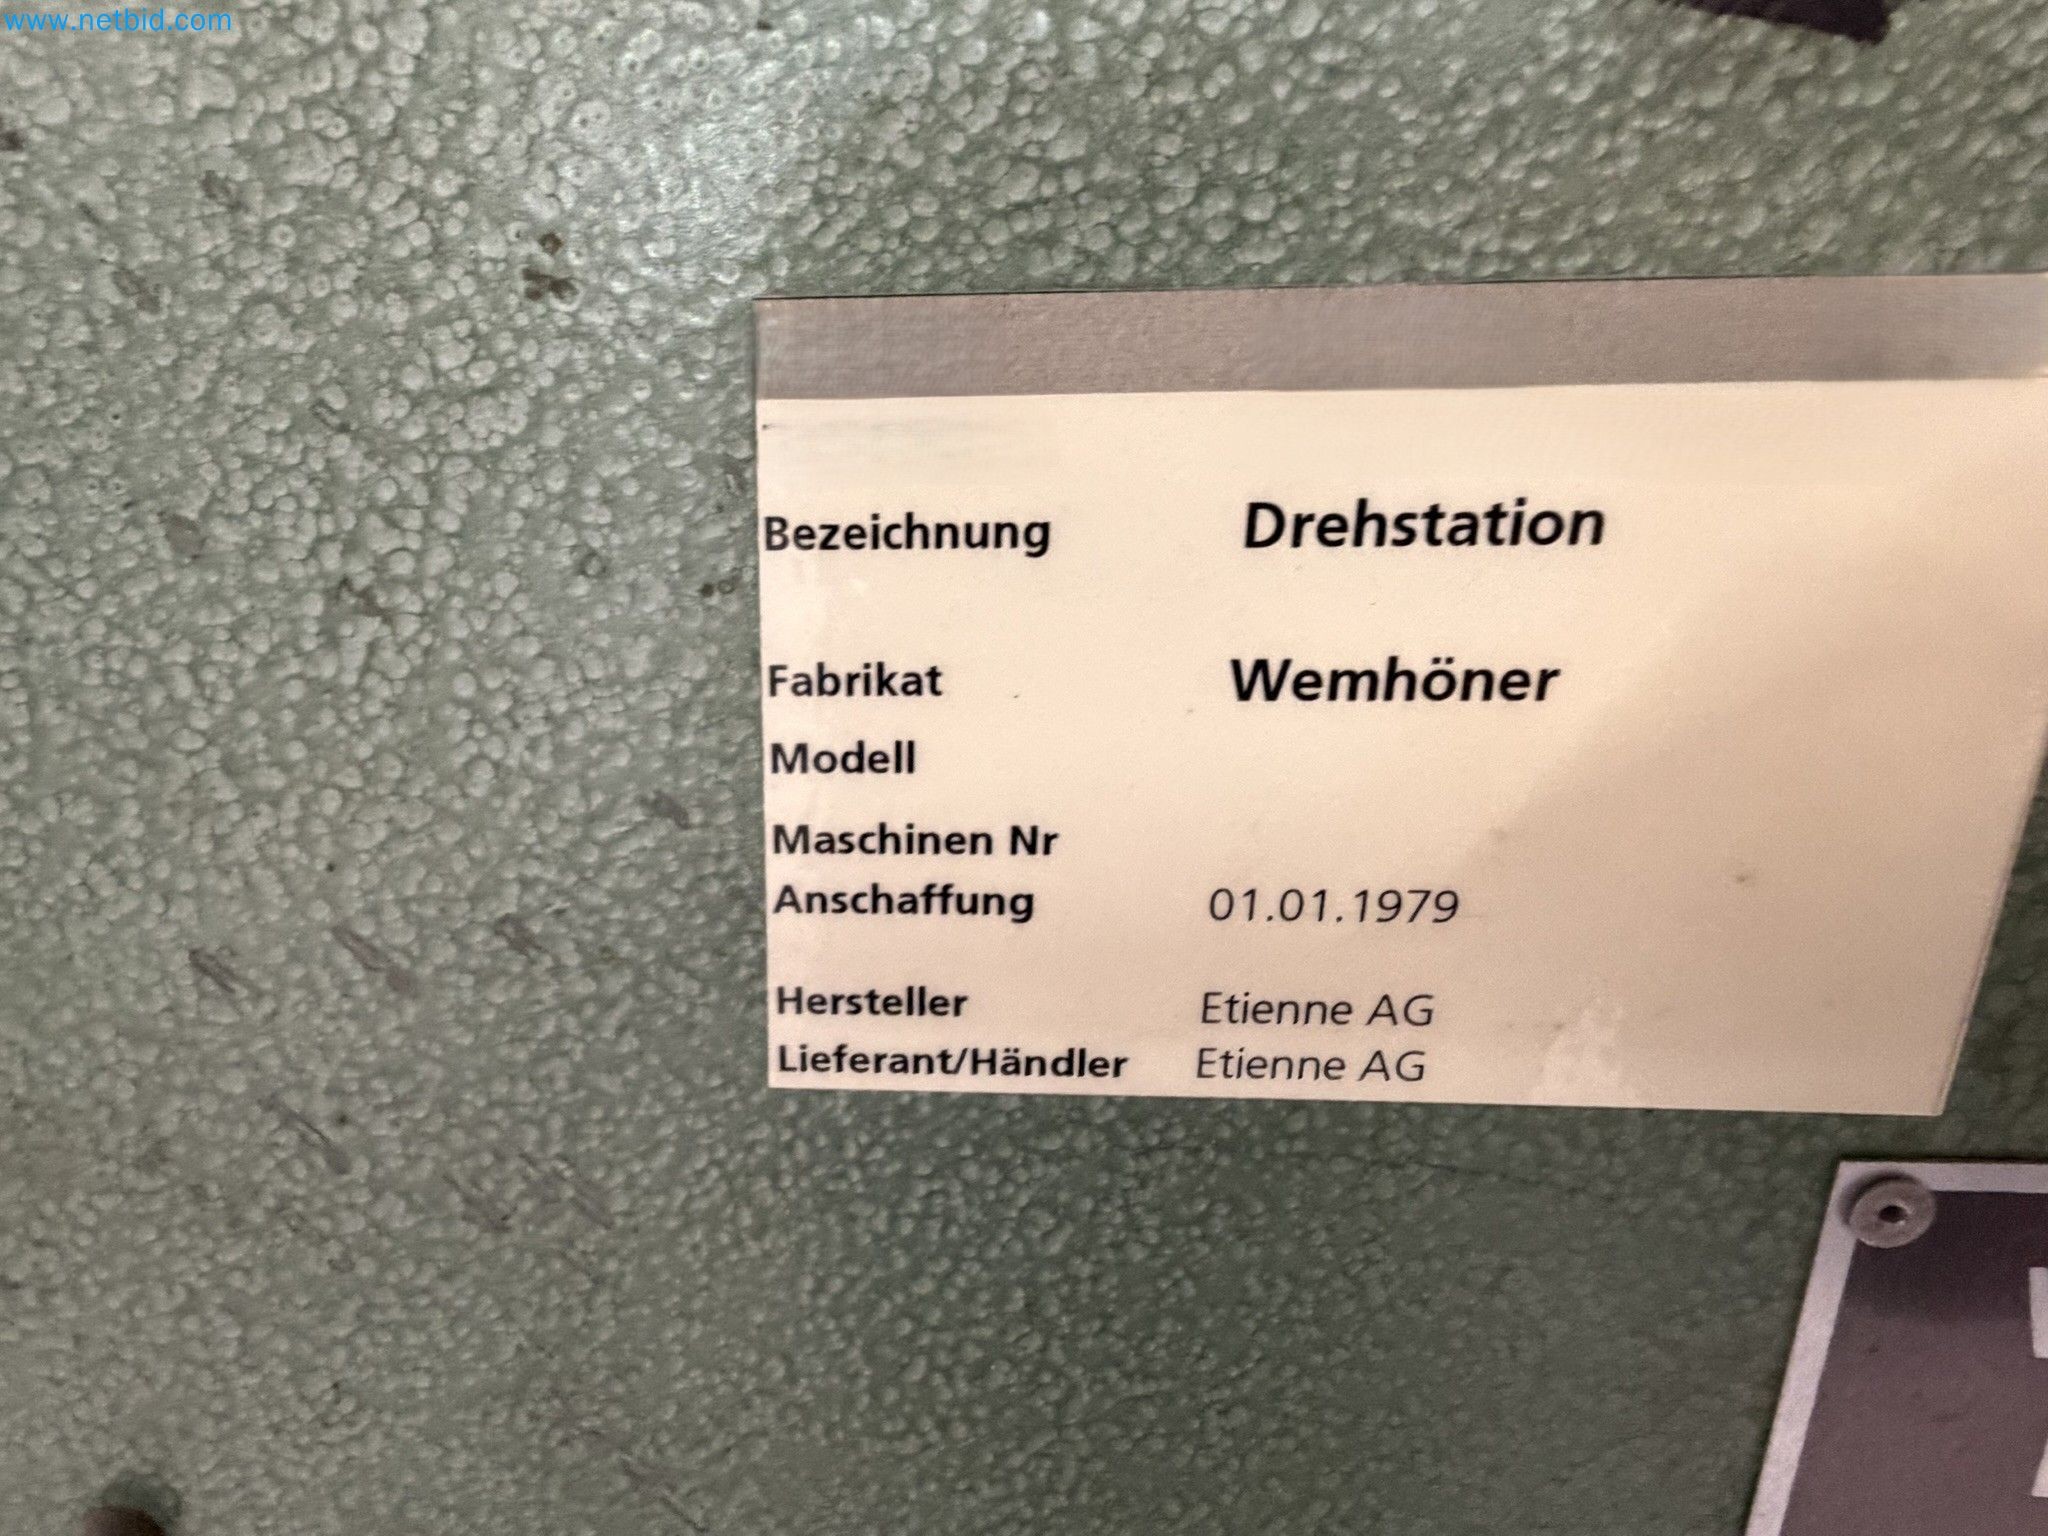 www.netbid.com
Bezeichnung Drehstation
Fabrikat Wemhöner
Modell
Maschinen Nr
Anschaffung 01.01.1979
Hersteller Etienne AG
Lieferant/Händler Etienne AG